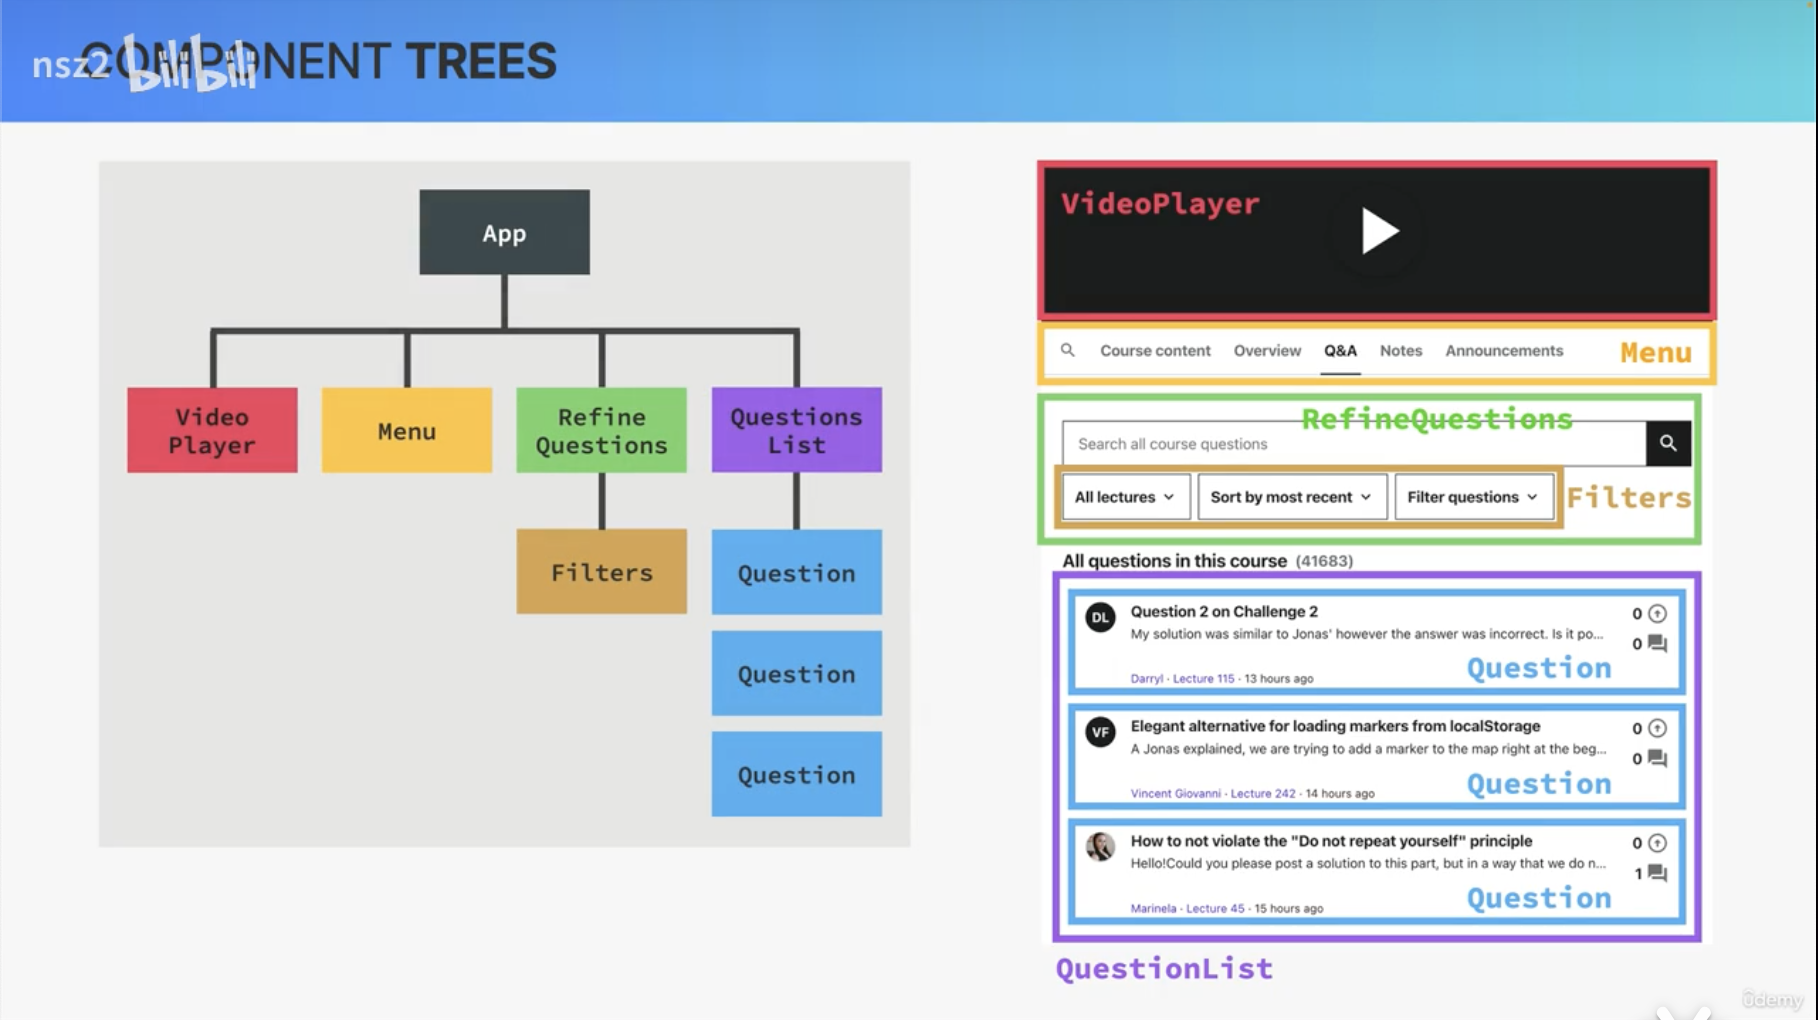 COMPONENT TREES
nsz2 bilibili
App
Video
Player
Menu
Refine
Questions
Questions
List
Filters
Question
Question
Question
VideoPlayer
Course content Overview Q&A Notes Announcements Menu
RefineQuestions
Search all course questions
All lectures Sort by most recent Filter questions Filters
All questions in this course (41683)
DL Question 2 on Challenge 2 0
My solution was similar to Jonas' however the answer was incorrect. Is it po...
0
Question
Darryl · Lecture 115 · 13 hours ago
VF Elegant alternative for loading markers from localStorage 0
A Jonas explained, we are trying to add a marker to the map right at the beg...
0
Question
Vincent Giovanni · Lecture 242 · 14 hours ago
How to not violate the "Do not repeat yourself" principle 0
Hello!Could you please post a solution to this part, but in a way that we do n...
1
Question
Marinela · Lecture 45 · 15 hours ago
QuestionList
ûdemy